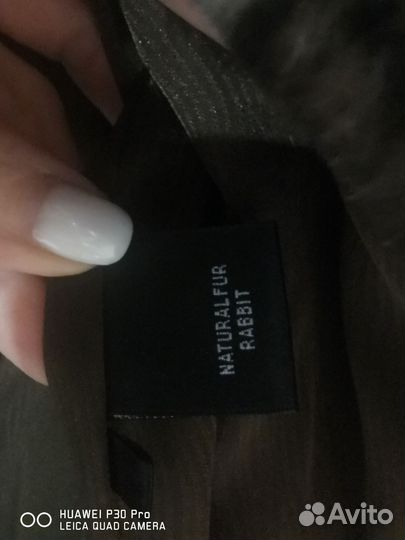 NATURALFUR
RABBIT
HUAWEI P30 Pro
LEICA QUAD CAMERA
Avito